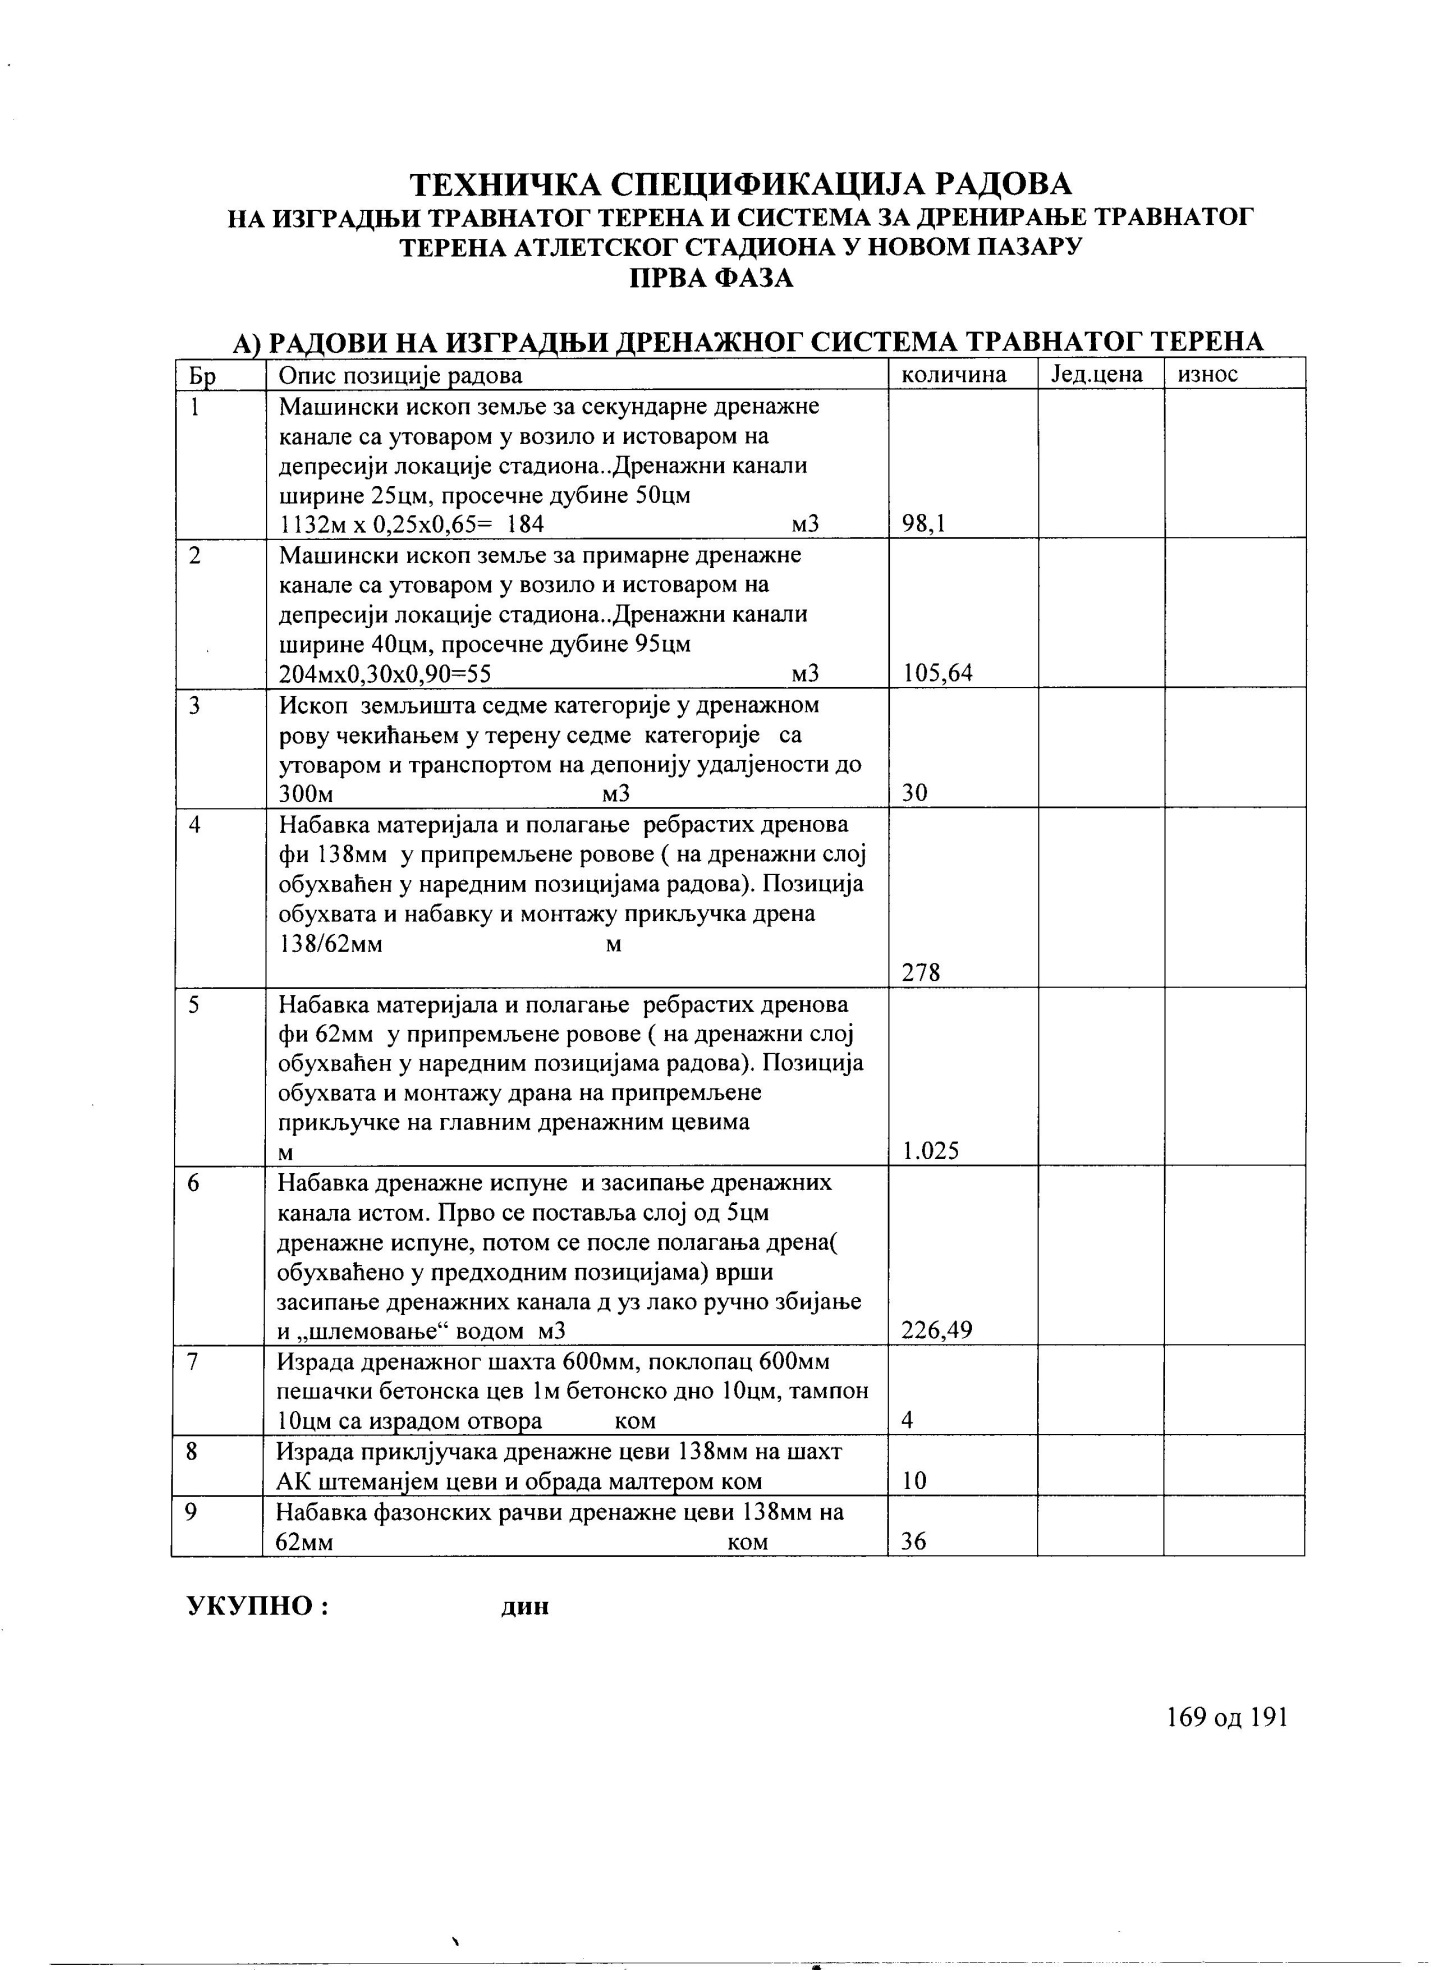 ТЕХНИЧКА СПЕЦИФИКАЦИЈА РАДОВА
НА ИЗГРАДЊИ ТРАВНАТОГ ТЕРЕНА И СИСТЕМА ЗА ДРЕНИРАЊЕ ТРАВНАТОГ
ТЕРЕНА АТЛЕТСКОГ СТАДИОНА У НОВОМ ПАЗАРУ
ПРВА ФАЗА
А) РАДОВИ НА ИЗГРАДЊИ ДРЕНАЖНОГ СИСТЕМА ТРАВНАТОГ ТЕРЕНА
Бр Опис позиције радова количина Јед.цена износ
1 Машински ископ земље за секундарне дренажне
канале са утоваром у возило и истоваром на
депресији локације стадиона..Дренажни канали
ширине 25цм, просечне дубине 50цм
1132м х 0,25х0,65= 184 м3 98,1
2 Машински ископ земље за примарне дренажне
канале са утоваром у возило и истоваром на
депресији локације стадиона..Дренажни канали
ширине 40цм, просечне дубине 95цм
204мх0,30х0,90=55 м3 105,64
3 Ископ земљишта седме категорије у дренажном
рову чекићањем у терену седме категорије са
утоваром и транспортом на депонију удалјености до
300м м3 30
4 Набавка материјала и полагање ребрастих дренова
фи 138мм у припремљене ровове ( на дренажни слој
обухваћен у наредним позицијама радова). Позиција
обухвата и набавку и монтажу прикључка дрена
138/62мм м
278
5 Набавка материјала и полагање ребрастих дренова
фи 62мм у припремљене ровове ( на дренажни слој
обухваћен у наредним позицијама радова). Позиција
обухвата и монтажу драна на припремљене
прикључке на главним дренажним цевима
м 1.025
6 Набавка дренажне испуне и засипање дренажних
канала истом. Прво се поставља слој од 5цм
дренажне испуне, потом се после полагања дрена(
обухваћено у предходним позицијама) врши
засипање дренажних канала д уз лако ручно збијање
и „шлемовање“ водом м3 226,49
7 Израда дренажног шахта 600мм, поклопац 600мм
пешачки бетонска цев 1м бетонско дно 10цм, тампон
10цм са израдом отвора ком 4
8 Израда приклјучака дренажне цеви 138мм на шахт
АК штеманјем цеви и обрада малтером ком 10
9 Набавка фазонских рачви дренажне цеви 138мм на
62мм ком 36
УКУПНО : дин
169 од 191